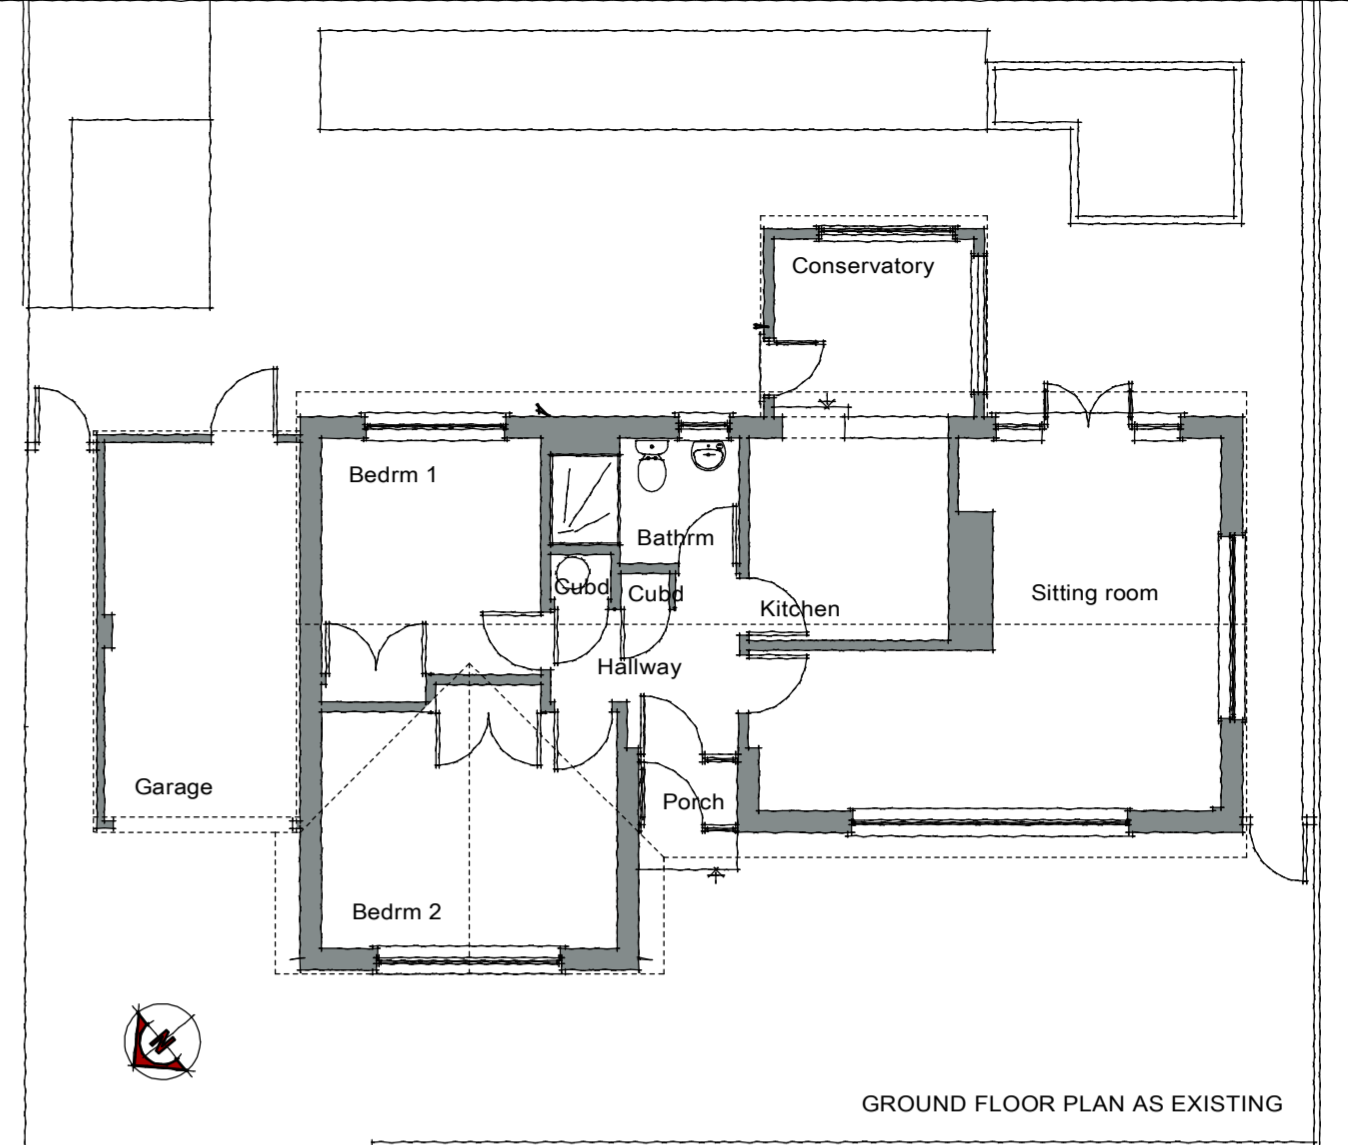 Conservatory
Bedrm 1
Bathrm
Cubd
Cubd
Kitchen
Sitting room
Hallway
Garage
Porch
Bedrm 2
N
GROUND FLOOR PLAN AS EXISTING